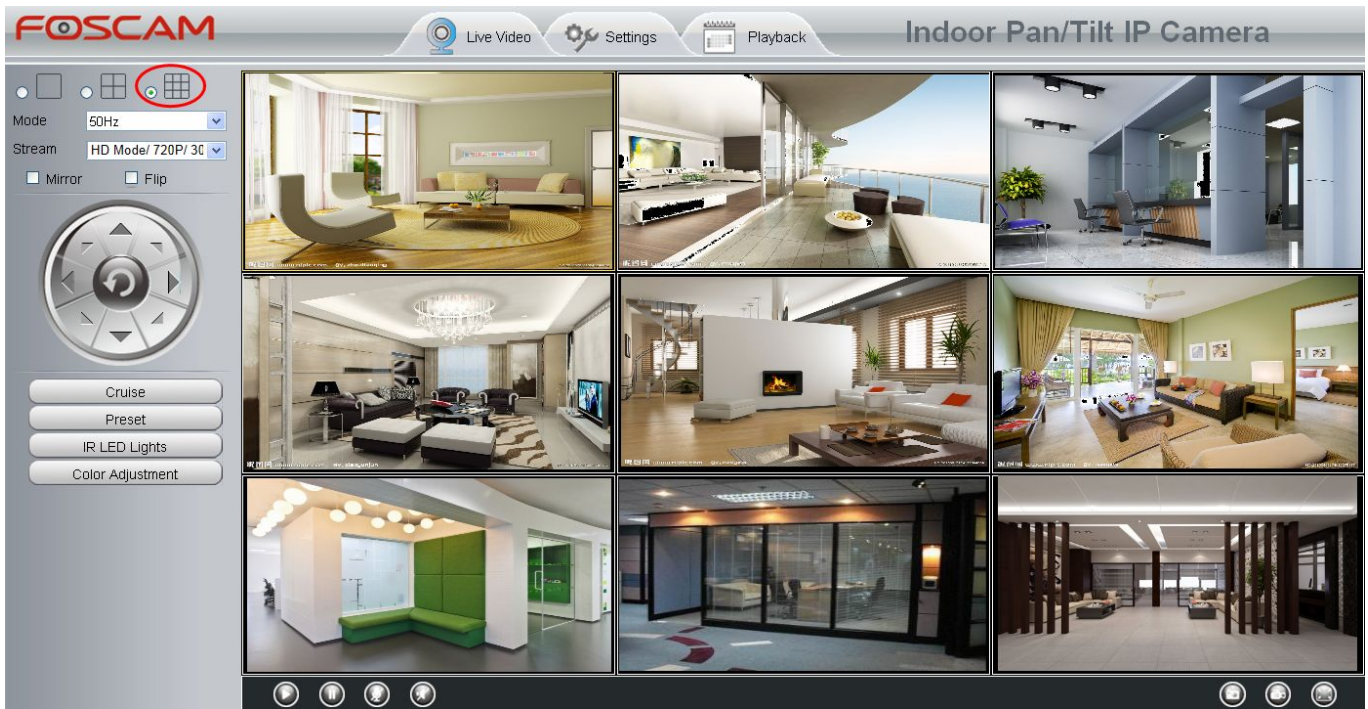 FOSCAM
Live Video
Settings
Playback
Indoor Pan/Tilt IP Camera
Mode
50Hz
Stream
HD Mode/ 720P/ 30
Mirror
Flip
Cruise
Preset
IR LED Lights
Color Adjustment